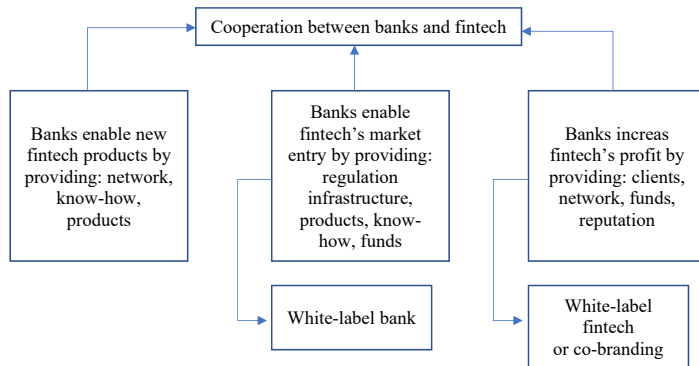 Cooperation between banks and fintech
Banks enable new
fintech products by
providing: network,
know-how,
products
Banks enable
fintech's market
entry by providing:
regulation
infrastructure,
products, know-
how, funds
Banks increas
fintech's profit by
providing: clients,
network, funds,
reputation
White-label bank
White-label
fintech
or co-branding